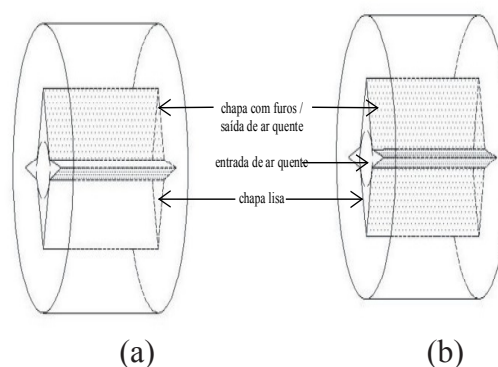 chapa com furos /
saída de ar quente
entrada de ar quente
chapa lisa
(a)
(b)